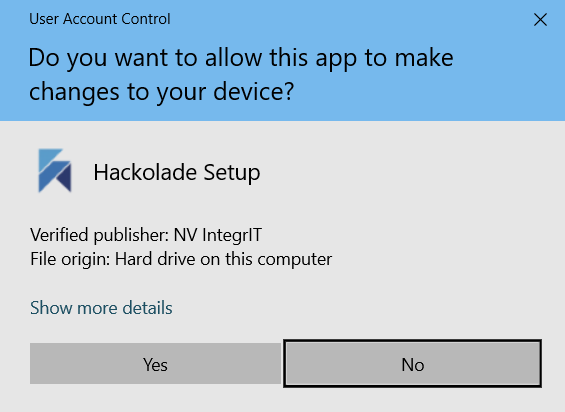 User Account Control
Do you want to allow this app to make
changes to your device?
Hackolade Setup
Verified publisher: NV IntegrIT
File origin: Hard drive on this computer
Show more details
Yes
No